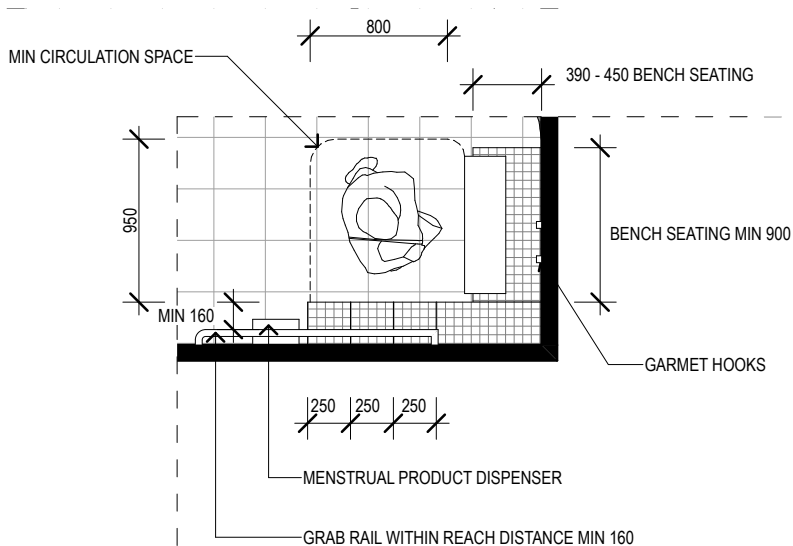 800
MIN CIRCULATION SPACE
390 - 450 BENCH SEATING
950
BENCH SEATING MIN 900
MIN 160
GARMET HOOKS
250 250 250
MENSTRUAL PRODUCT DISPENSER
GRAB RAIL WITHIN REACH DISTANCE MIN 160